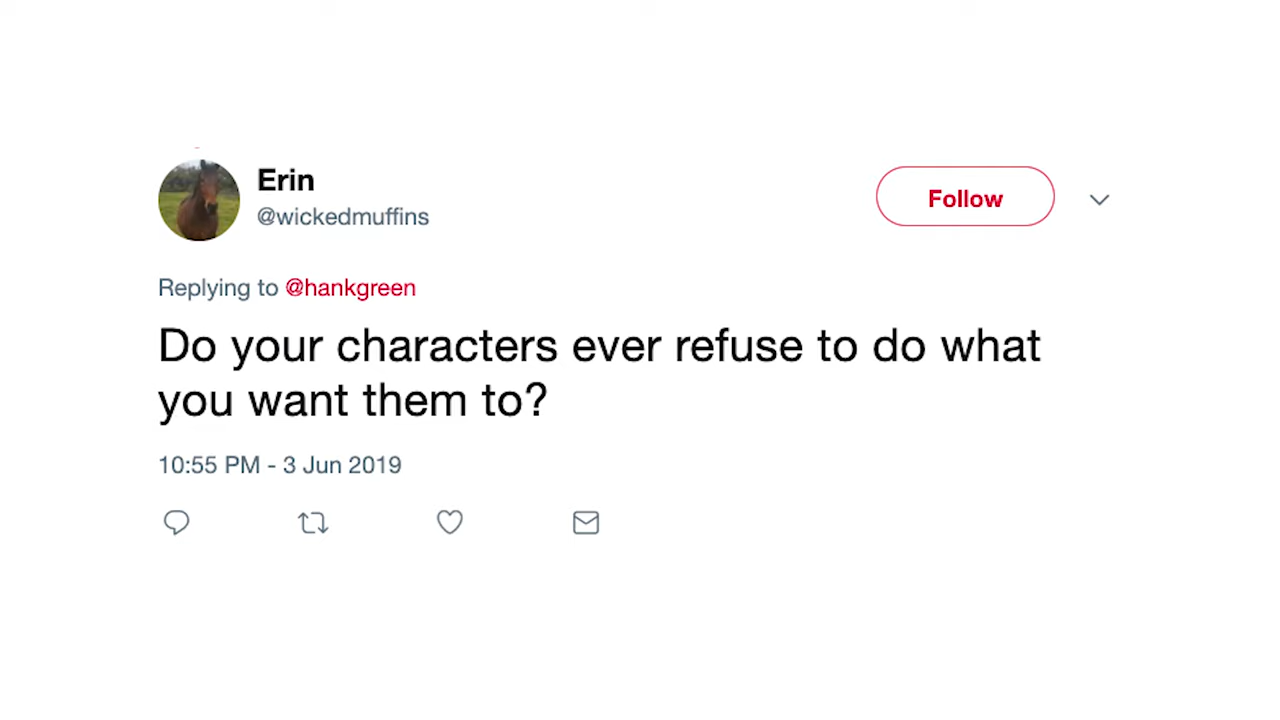 Erin
@wickedmuffins
Follow
Replying to @hankgreen
Do your characters ever refuse to do what
you want them to?
10:55 PM - 3 Jun 2019